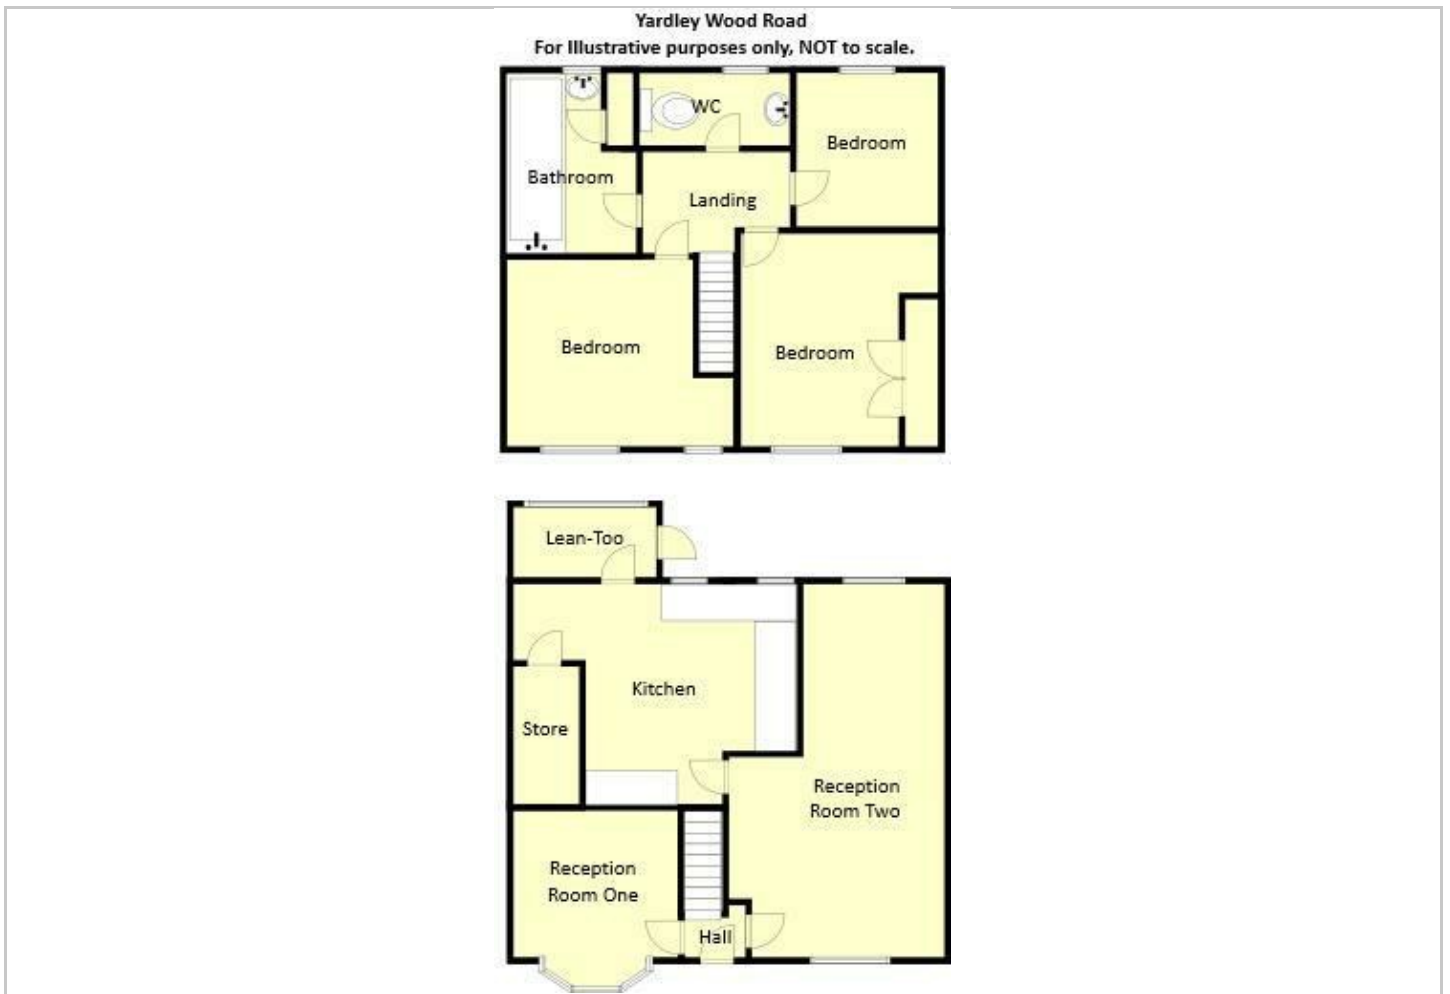 Yardley Wood Road
For Illustrative purposes only, NOT to scale.
WC
Bedroom
Bathroom
Landing
Bedroom
Bedroom
Lean-Too
Kitchen
Store
Reception
Room Two
Reception
Room One
Hall